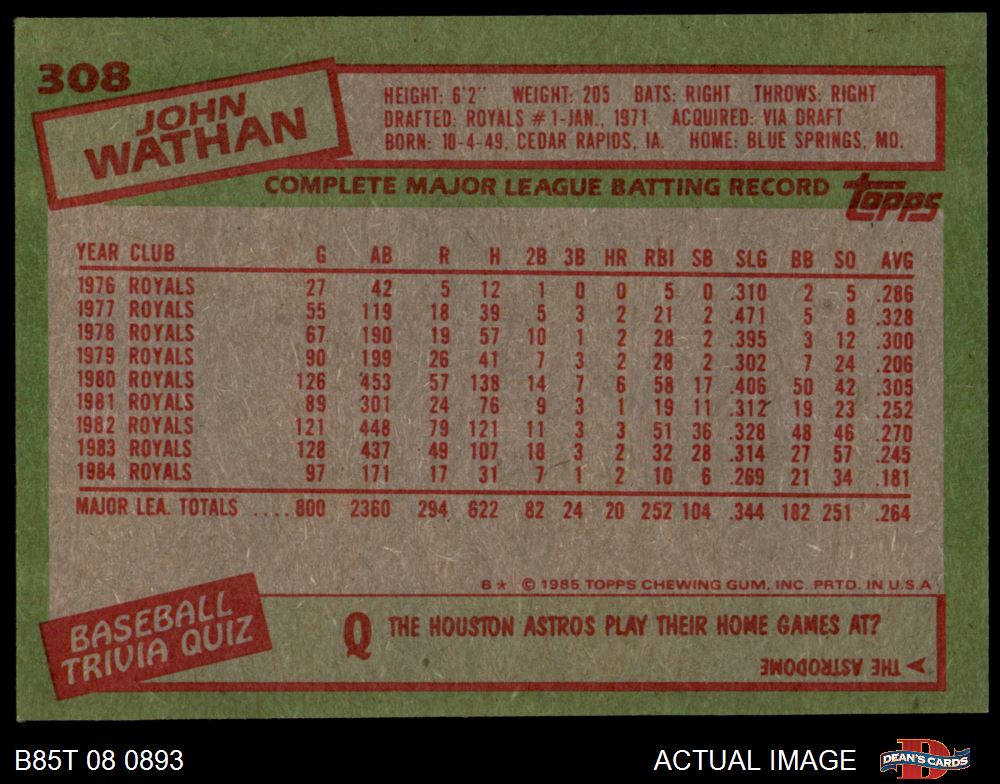 308
JOHN
WATHAN
HEIGHT: 6'2" WEIGHT: 205 BATS: RIGHT THROWS: RIGHT
DRAFTED: ROYALS #1-JAN., 1971 ACQUIRED: VIA DRAFT
BORN: 10-4-49, CEDAR RAPIDS, IA. HOME: BLUE SPRINGS, MO.
COMPLETE MAJOR LEAGUE BATTING RECORD topps
YEAR CLUB G AB R H 2B 3B HR RBI SB SLG BB SO AVG
1976 ROYALS 27 42 5 12 1 0 0 5 0 .310 2 5 .286
1977 ROYALS 55 119 18 39 5 3 2 21 2 .471 5 8 .328
1978 ROYALS 67 190 19 57 10 1 2 28 2 .395 3 12 .300
1979 ROYALS 90 199 26 41 7 3 2 28 2 .302 7 24 .206
1980 ROYALS 126 453 57 138 14 7 6 58 17 .406 50 42 .305
1981 ROYALS 89 301 24 76 9 3 1 19 11 .312 19 23 .252
1982 ROYALS 121 448 79 121 11 3 3 51 36 .328 48 46 .270
1983 ROYALS 128 437 49 107 18 3 2 32 28 .314 27 57 .245
1984 ROYALS 97 171 17 31 7 1 2 10 6 .269 21 34 .181
MAJOR LEA. TOTALS ....800 2360 294 622 82 24 20 252 104 .344 182 251 .264
B* © 1985 TOPPS CHEWING GUM, INC. PRTD. IN U.S.A
BASEBALL
TRIVIA QUIZ
Q THE HOUSTON ASTROS PLAY THEIR HOME GAMES AT?
THE ASTRODOME
B85T 08 0893 ACTUAL IMAGE DEAN'S CARDS